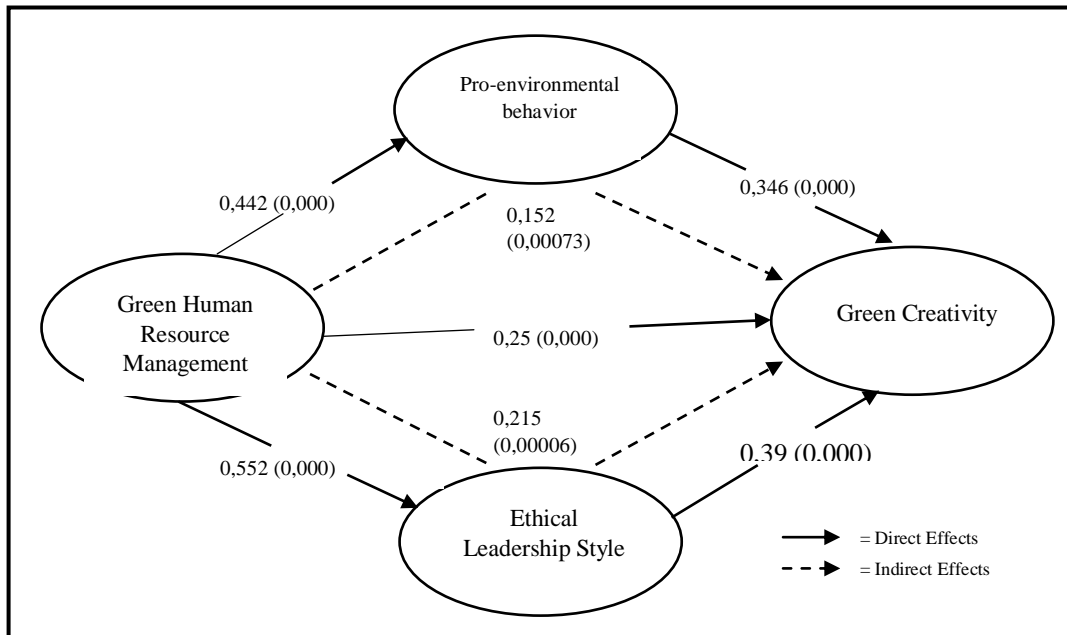 Pro-environmental
behavior
0,442 (0,000)
0,346 (0,000)
0,152
(0,00073)
Green Human
Resource
Management
Green Creativity
0,25 (0,000)
0,215
(0,00006)
0,552 (0,000)
0,39 (0,000)
Ethical
Leadership Style
= Direct Effects
= Indirect Effects